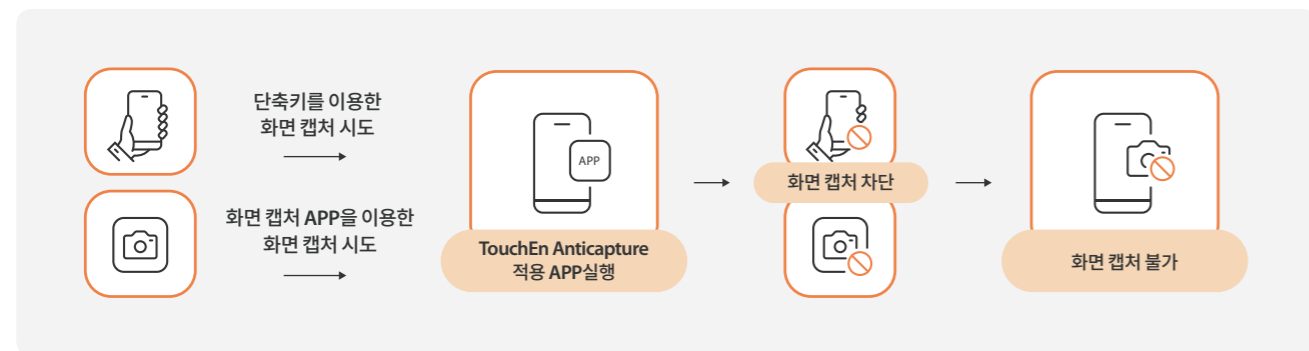 단축키를 이용한
화면 캡처 시도
화면 캡처 APP을 이용한
화면 캡처 시도
APP
TouchEn Anticapture
적용 APP실행
화면 캡처 차단
화면 캡처 불가